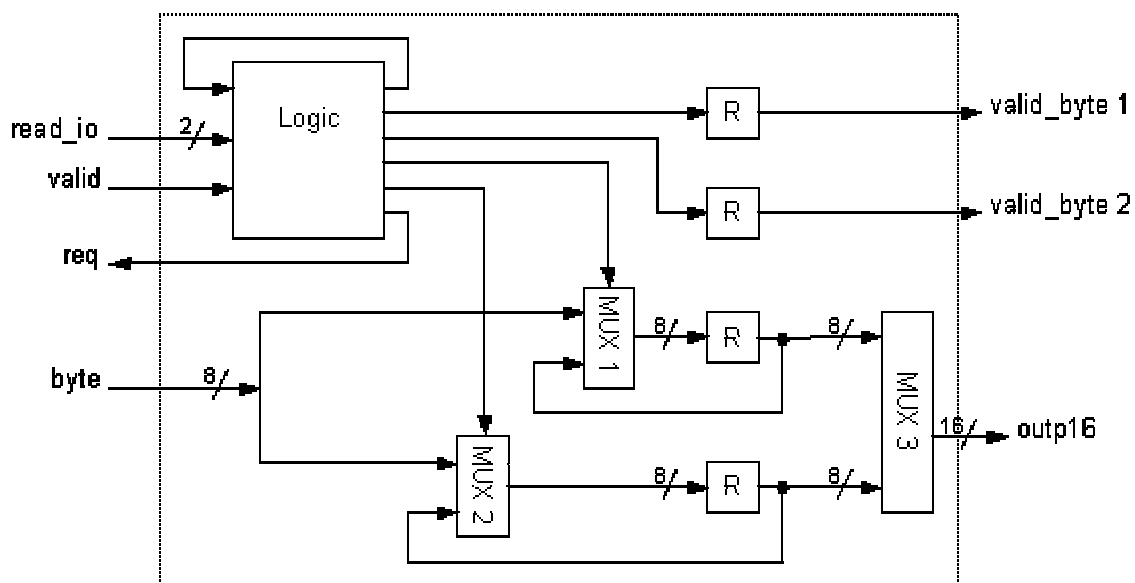 Logic
read_io
2/
valid
req
R
valid_byte 1
R
valid_byte 2
byte
8/
MUX 1
8/
R
8/
MUX 2
8/
R
8/
MUX 3
16/
outp16